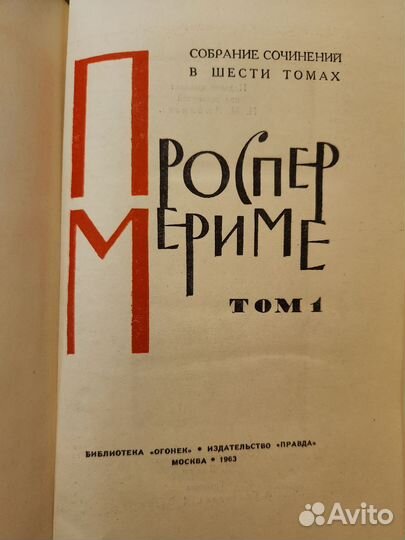 СОБРАНИЕ СОЧИНЕНИЙ
В ШЕСТИ ТОМАХ
ПРОСПЕР
МЕРИМЕ
ТОМ 1
БИБЛИОТЕКА «ОГОНЕК» • ИЗДАТЕЛЬСТВО «ПРАВДА»
МОСКВА • 1963
Avito